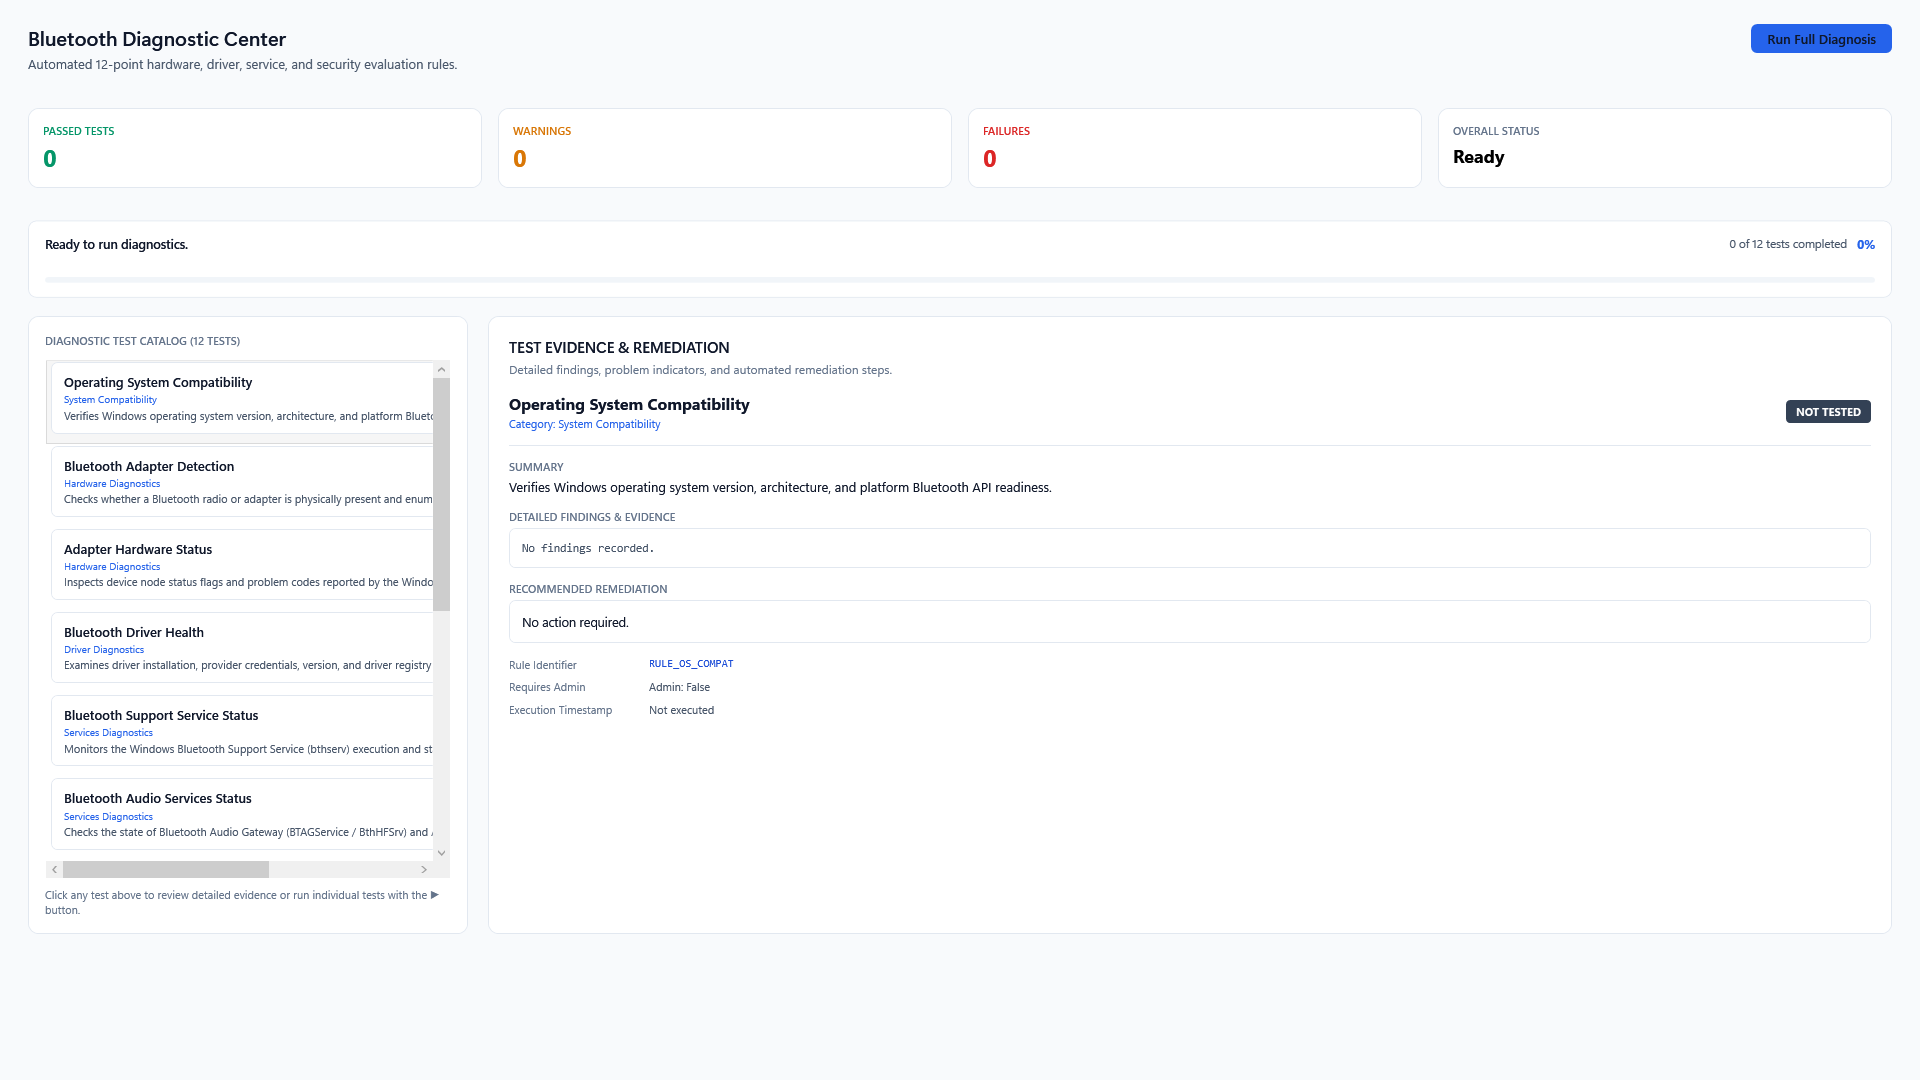 Bluetooth Diagnostic Center
Automated 12-point hardware, driver, service, and security evaluation rules.
Run Full Diagnosis
PASSED TESTS
0
WARNINGS
0
FAILURES
0
OVERALL STATUS
Ready
Ready to run diagnostics.
0 of 12 tests completed 0%
DIAGNOSTIC TEST CATALOG (12 TESTS)
Operating System Compatibility
System Compatibility
Verifies Windows operating system version, architecture, and platform Blueto
Bluetooth Adapter Detection
Hardware Diagnostics
Checks whether a Bluetooth radio or adapter is physically present and enum
Adapter Hardware Status
Hardware Diagnostics
Inspects device node status flags and problem codes reported by the Windo
Bluetooth Driver Health
Driver Diagnostics
Examines driver installation, provider credentials, version, and driver registry
Bluetooth Support Service Status
Services Diagnostics
Monitors the Windows Bluetooth Support Service (bthserv) execution and st
Bluetooth Audio Services Status
Services Diagnostics
Checks the state of Bluetooth Audio Gateway (BTAGService / BthHFSrv) and
Click any test above to review detailed evidence or run individual tests with the ▶
button.
TEST EVIDENCE & REMEDIATION
Detailed findings, problem indicators, and automated remediation steps.
Operating System Compatibility
Category: System Compatibility
NOT TESTED
SUMMARY
Verifies Windows operating system version, architecture, and platform Bluetooth API readiness.
DETAILED FINDINGS & EVIDENCE
No findings recorded.
RECOMMENDED REMEDIATION
No action required.
Rule Identifier RULE_OS_COMPAT
Requires Admin Admin: False
Execution Timestamp Not executed